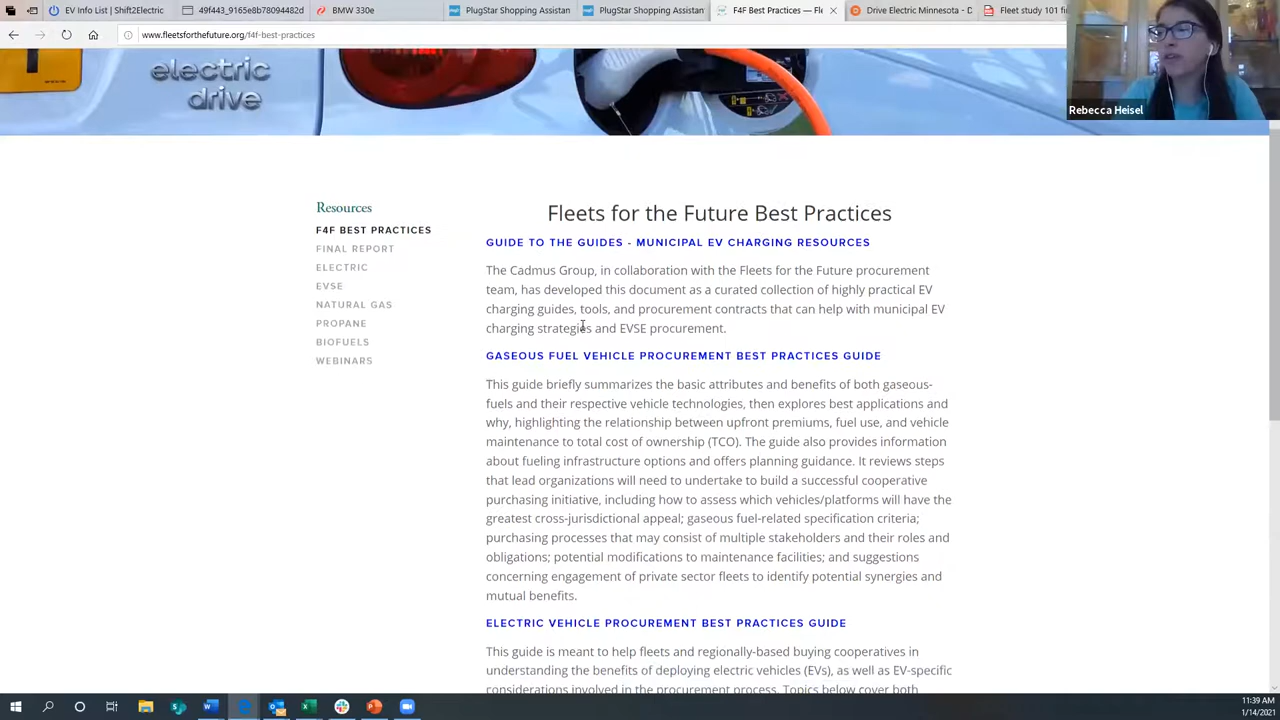 EV Info List | Shift2Electric
49f443_9165e8b78094482d
BMW 330e
PlugStar Shopping Assistan
PlugStar Shopping Assistan
F4F Best Practices — Fle
Drive Electric Minnesota - D
Fleet study 101 fi
www.fleetsforthefuture.org/f4f-best-practices
Rebecca Heisel
electric
drive
Resources
F4F BEST PRACTICES
FINAL REPORT
ELECTRIC
EVSE
NATURAL GAS
PROPANE
BIOFUELS
WEBINARS
Fleets for the Future Best Practices
GUIDE TO THE GUIDES - MUNICIPAL EV CHARGING RESOURCES
The Cadmus Group, in collaboration with the Fleets for the Future procurement
team, has developed this document as a curated collection of highly practical EV
charging guides, tools, and procurement contracts that can help with municipal EV
charging strategies and EVSE procurement.
GASEOUS FUEL VEHICLE PROCUREMENT BEST PRACTICES GUIDE
This guide briefly summarizes the basic attributes and benefits of both gaseous-
fuels and their respective vehicle technologies, then explores best applications and
why, highlighting the relationship between upfront premiums, fuel use, and vehicle
maintenance to total cost of ownership (TCO). The guide also provides information
about fueling infrastructure options and offers planning guidance. It reviews steps
that lead organizations will need to undertake to build a successful cooperative
purchasing initiative, including how to assess which vehicles/platforms will have the
greatest cross-jurisdictional appeal; gaseous fuel-related specification criteria;
purchasing processes that may consist of multiple stakeholders and their roles and
obligations; potential modifications to maintenance facilities; and suggestions
concerning engagement of private sector fleets to identify potential synergies and
mutual benefits.
ELECTRIC VEHICLE PROCUREMENT BEST PRACTICES GUIDE
This guide is meant to help fleets and regionally-based buying cooperatives in
understanding the benefits of deploying electric vehicles (EVs), as well as EV-specific
considerations involved in the procurement process. Topics below cover both
11:39 AM
1/14/2021